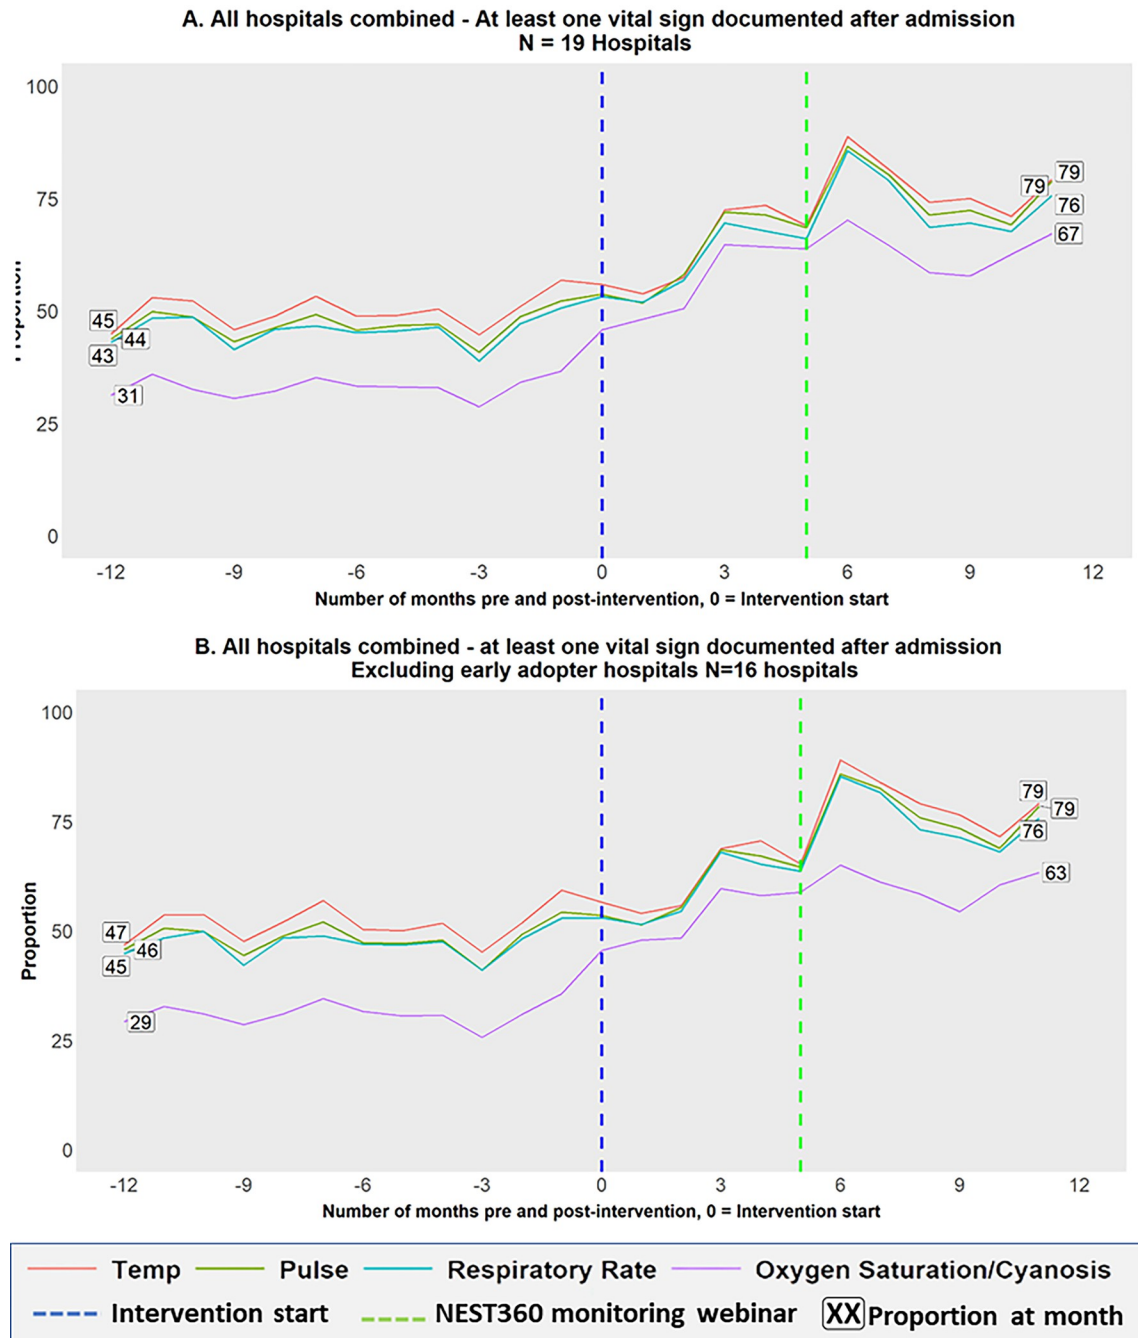 A. All hospitals combined - At least one vital sign documented after admission
N = 19 Hospitals
100
75
50
25
0
45
44
43
31
79
79
76
67
-12 -9 -6 -3 0 3 6 9 12
Number of months pre and post-intervention, 0 = Intervention start
B. All hospitals combined - at least one vital sign documented after admission
Excluding early adopter hospitals N=16 hospitals
Proportion
100
75
50
25
0
47
46
45
29
79
79
76
63
-12 -9 -6 -3 0 3 6 9 12
Number of months pre and post-intervention, 0 = Intervention start
Temp Pulse Respiratory Rate Oxygen Saturation/Cyanosis
Intervention start NEST360 monitoring webinar XX Proportion at month